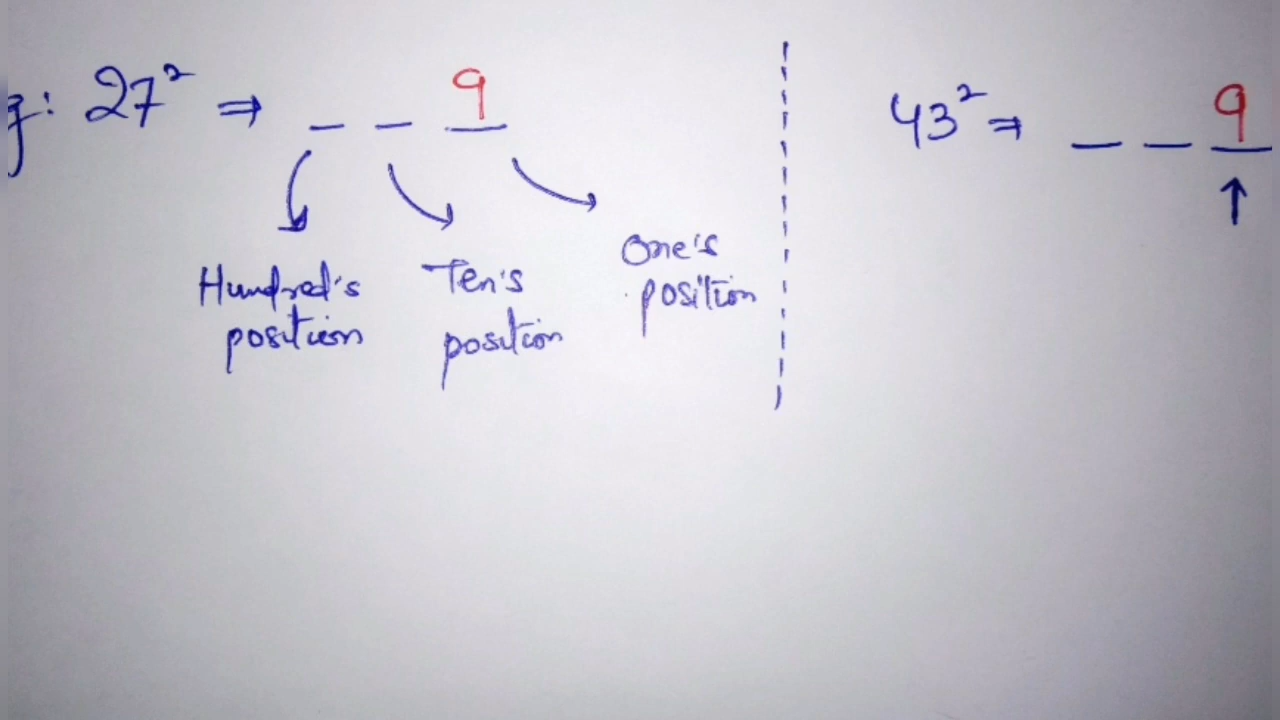 g: 27² ⇒ _ _ 9
Hundred's
position
Ten's
position
One's
position
43² ⇒ _ _ 9
↑